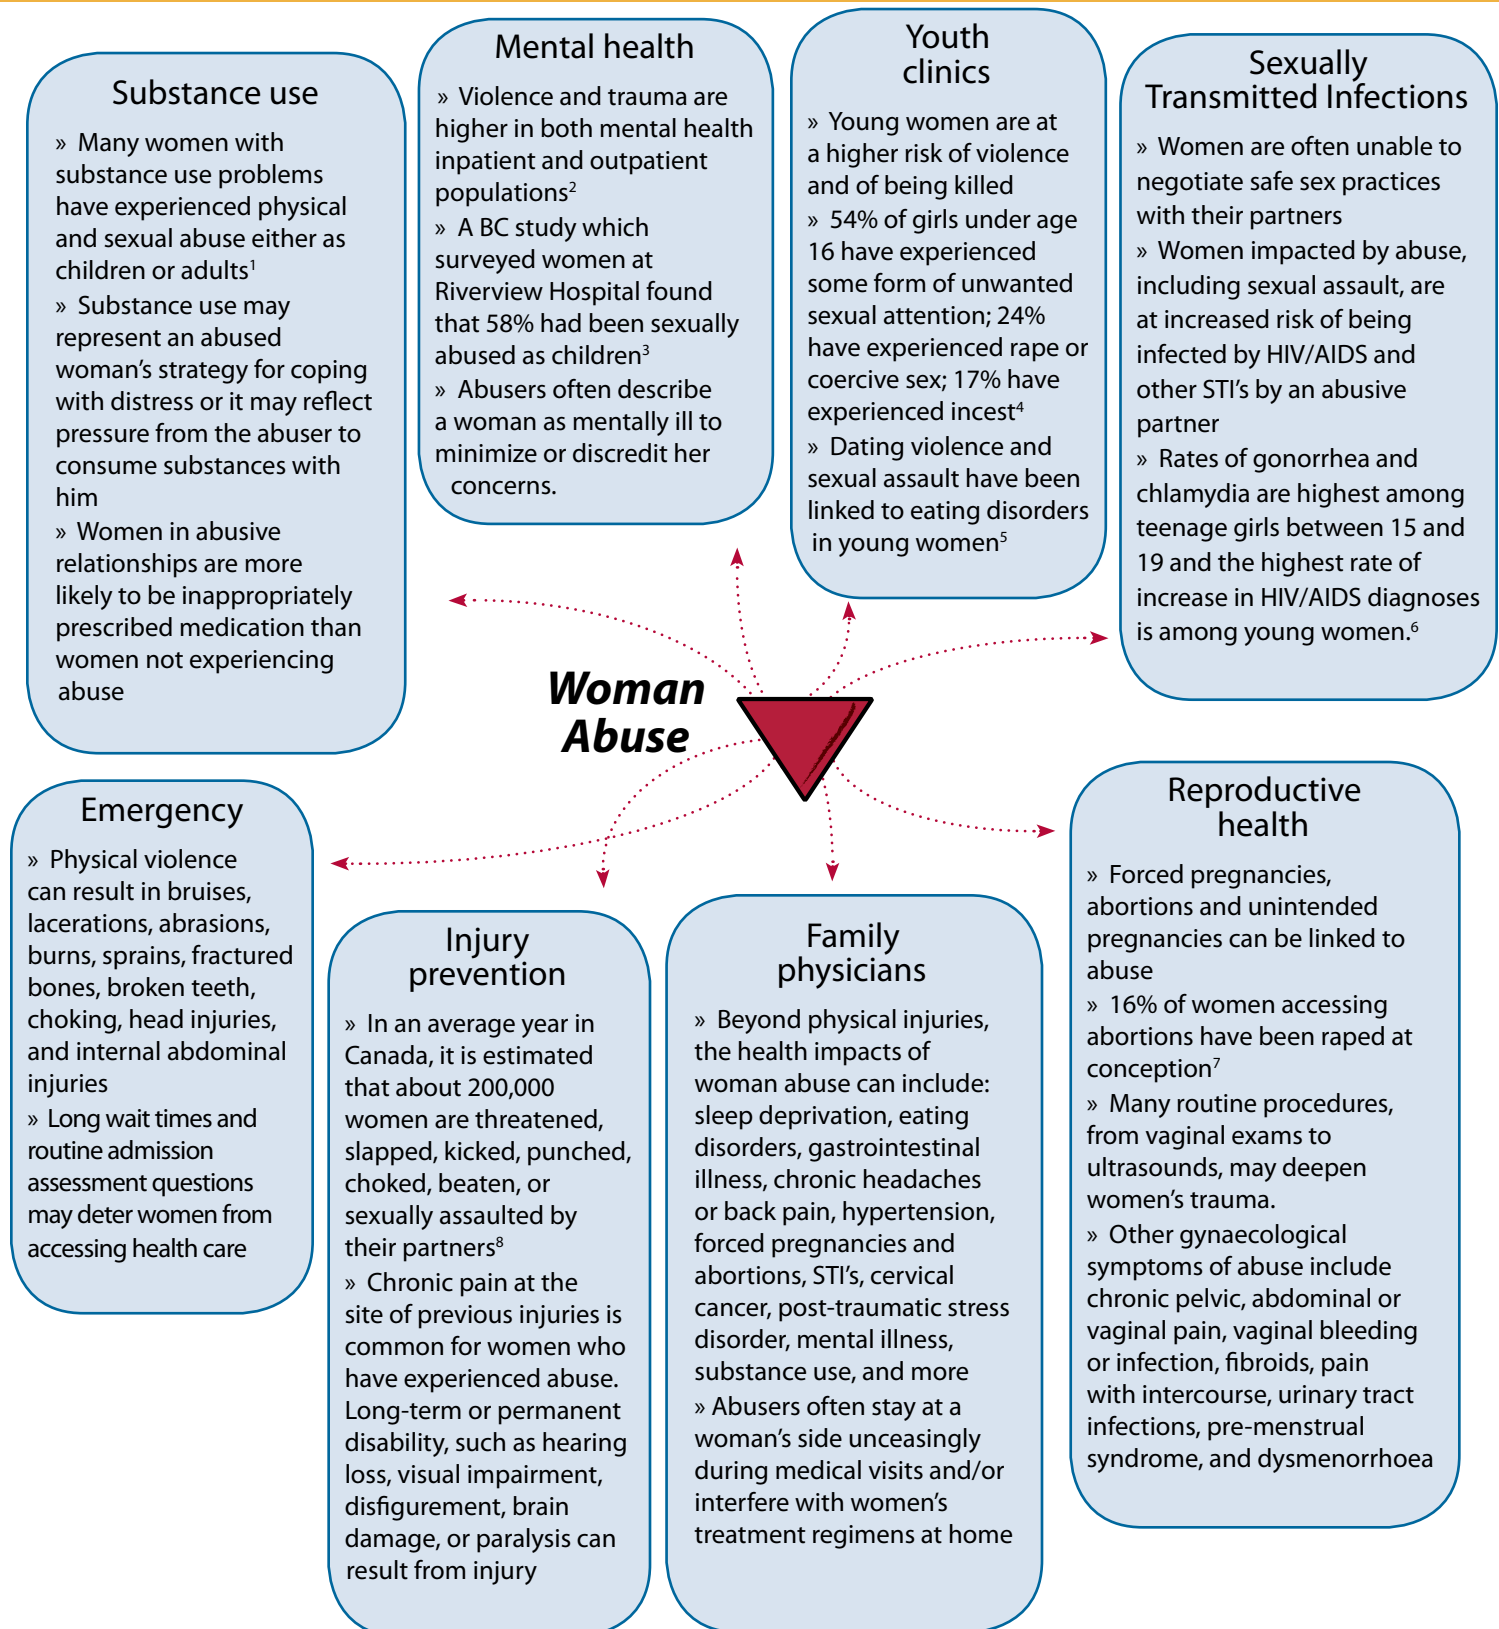 Substance use
» Many women with
substance use problems
have experienced physical
and sexual abuse either as
children or adults¹
» Substance use may
represent an abused
woman’s strategy for coping
with distress or it may reflect
pressure from the abuser to
consume substances with
him
» Women in abusive
relationships are more
likely to be inappropriately
prescribed medication than
women not experiencing
abuse
Mental health
» Violence and trauma are
higher in both mental health
inpatient and outpatient
populations²
» A BC study which
surveyed women at
Riverview Hospital found
that 58% had been sexually
abused as children³
» Abusers often describe
a woman as mentally ill to
minimize or discredit her
concerns.
Youth
clinics
» Young women are at
a higher risk of violence
and of being killed
» 54% of girls under age
16 have experienced
some form of unwanted
sexual attention; 24%
have experienced rape or
coercive sex; 17% have
experienced incest⁴
» Dating violence and
sexual assault have been
linked to eating disorders
in young women⁵
Sexually
Transmitted Infections
» Women are often unable to
negotiate safe sex practices
with their partners
» Women impacted by abuse,
including sexual assault, are
at increased risk of being
infected by HIV/AIDS and
other STI’s by an abusive
partner
» Rates of gonorrhea and
chlamydia are highest among
teenage girls between 15 and
19 and the highest rate of
increase in HIV/AIDS diagnoses
is among young women.⁶
Woman
Abuse
Emergency
» Physical violence
can result in bruises,
lacerations, abrasions,
burns, sprains, fractured
bones, broken teeth,
choking, head injuries,
and internal abdominal
injuries
» Long wait times and
routine admission
assessment questions
may deter women from
accessing health care
Injury
prevention
» In an average year in
Canada, it is estimated
that about 200,000
women are threatened,
slapped, kicked, punched,
choked, beaten, or
sexually assaulted by
their partners⁸
» Chronic pain at the
site of previous injuries is
common for women who
have experienced abuse.
Long-term or permanent
disability, such as hearing
loss, visual impairment,
disfigurement, brain
damage, or paralysis can
result from injury
Family
physicians
» Beyond physical injuries,
the health impacts of
woman abuse can include:
sleep deprivation, eating
disorders, gastrointestinal
illness, chronic headaches
or back pain, hypertension,
forced pregnancies and
abortions, STI’s, cervical
cancer, post-traumatic stress
disorder, mental illness,
substance use, and more
» Abusers often stay at a
woman’s side unceasingly
during medical visits and/or
interfere with women’s
treatment regimens at home
Reproductive
health
» Forced pregnancies,
abortions and unintended
pregnancies can be linked to
abuse
» 16% of women accessing
abortions have been raped at
conception⁷
» Many routine procedures,
from vaginal exams to
ultrasounds, may deepen
women’s trauma.
» Other gynaecological
symptoms of abuse include
chronic pelvic, abdominal or
vaginal pain, vaginal bleeding
or infection, fibroids, pain
with intercourse, urinary tract
infections, pre-menstrual
syndrome, and dysmenorrhoea